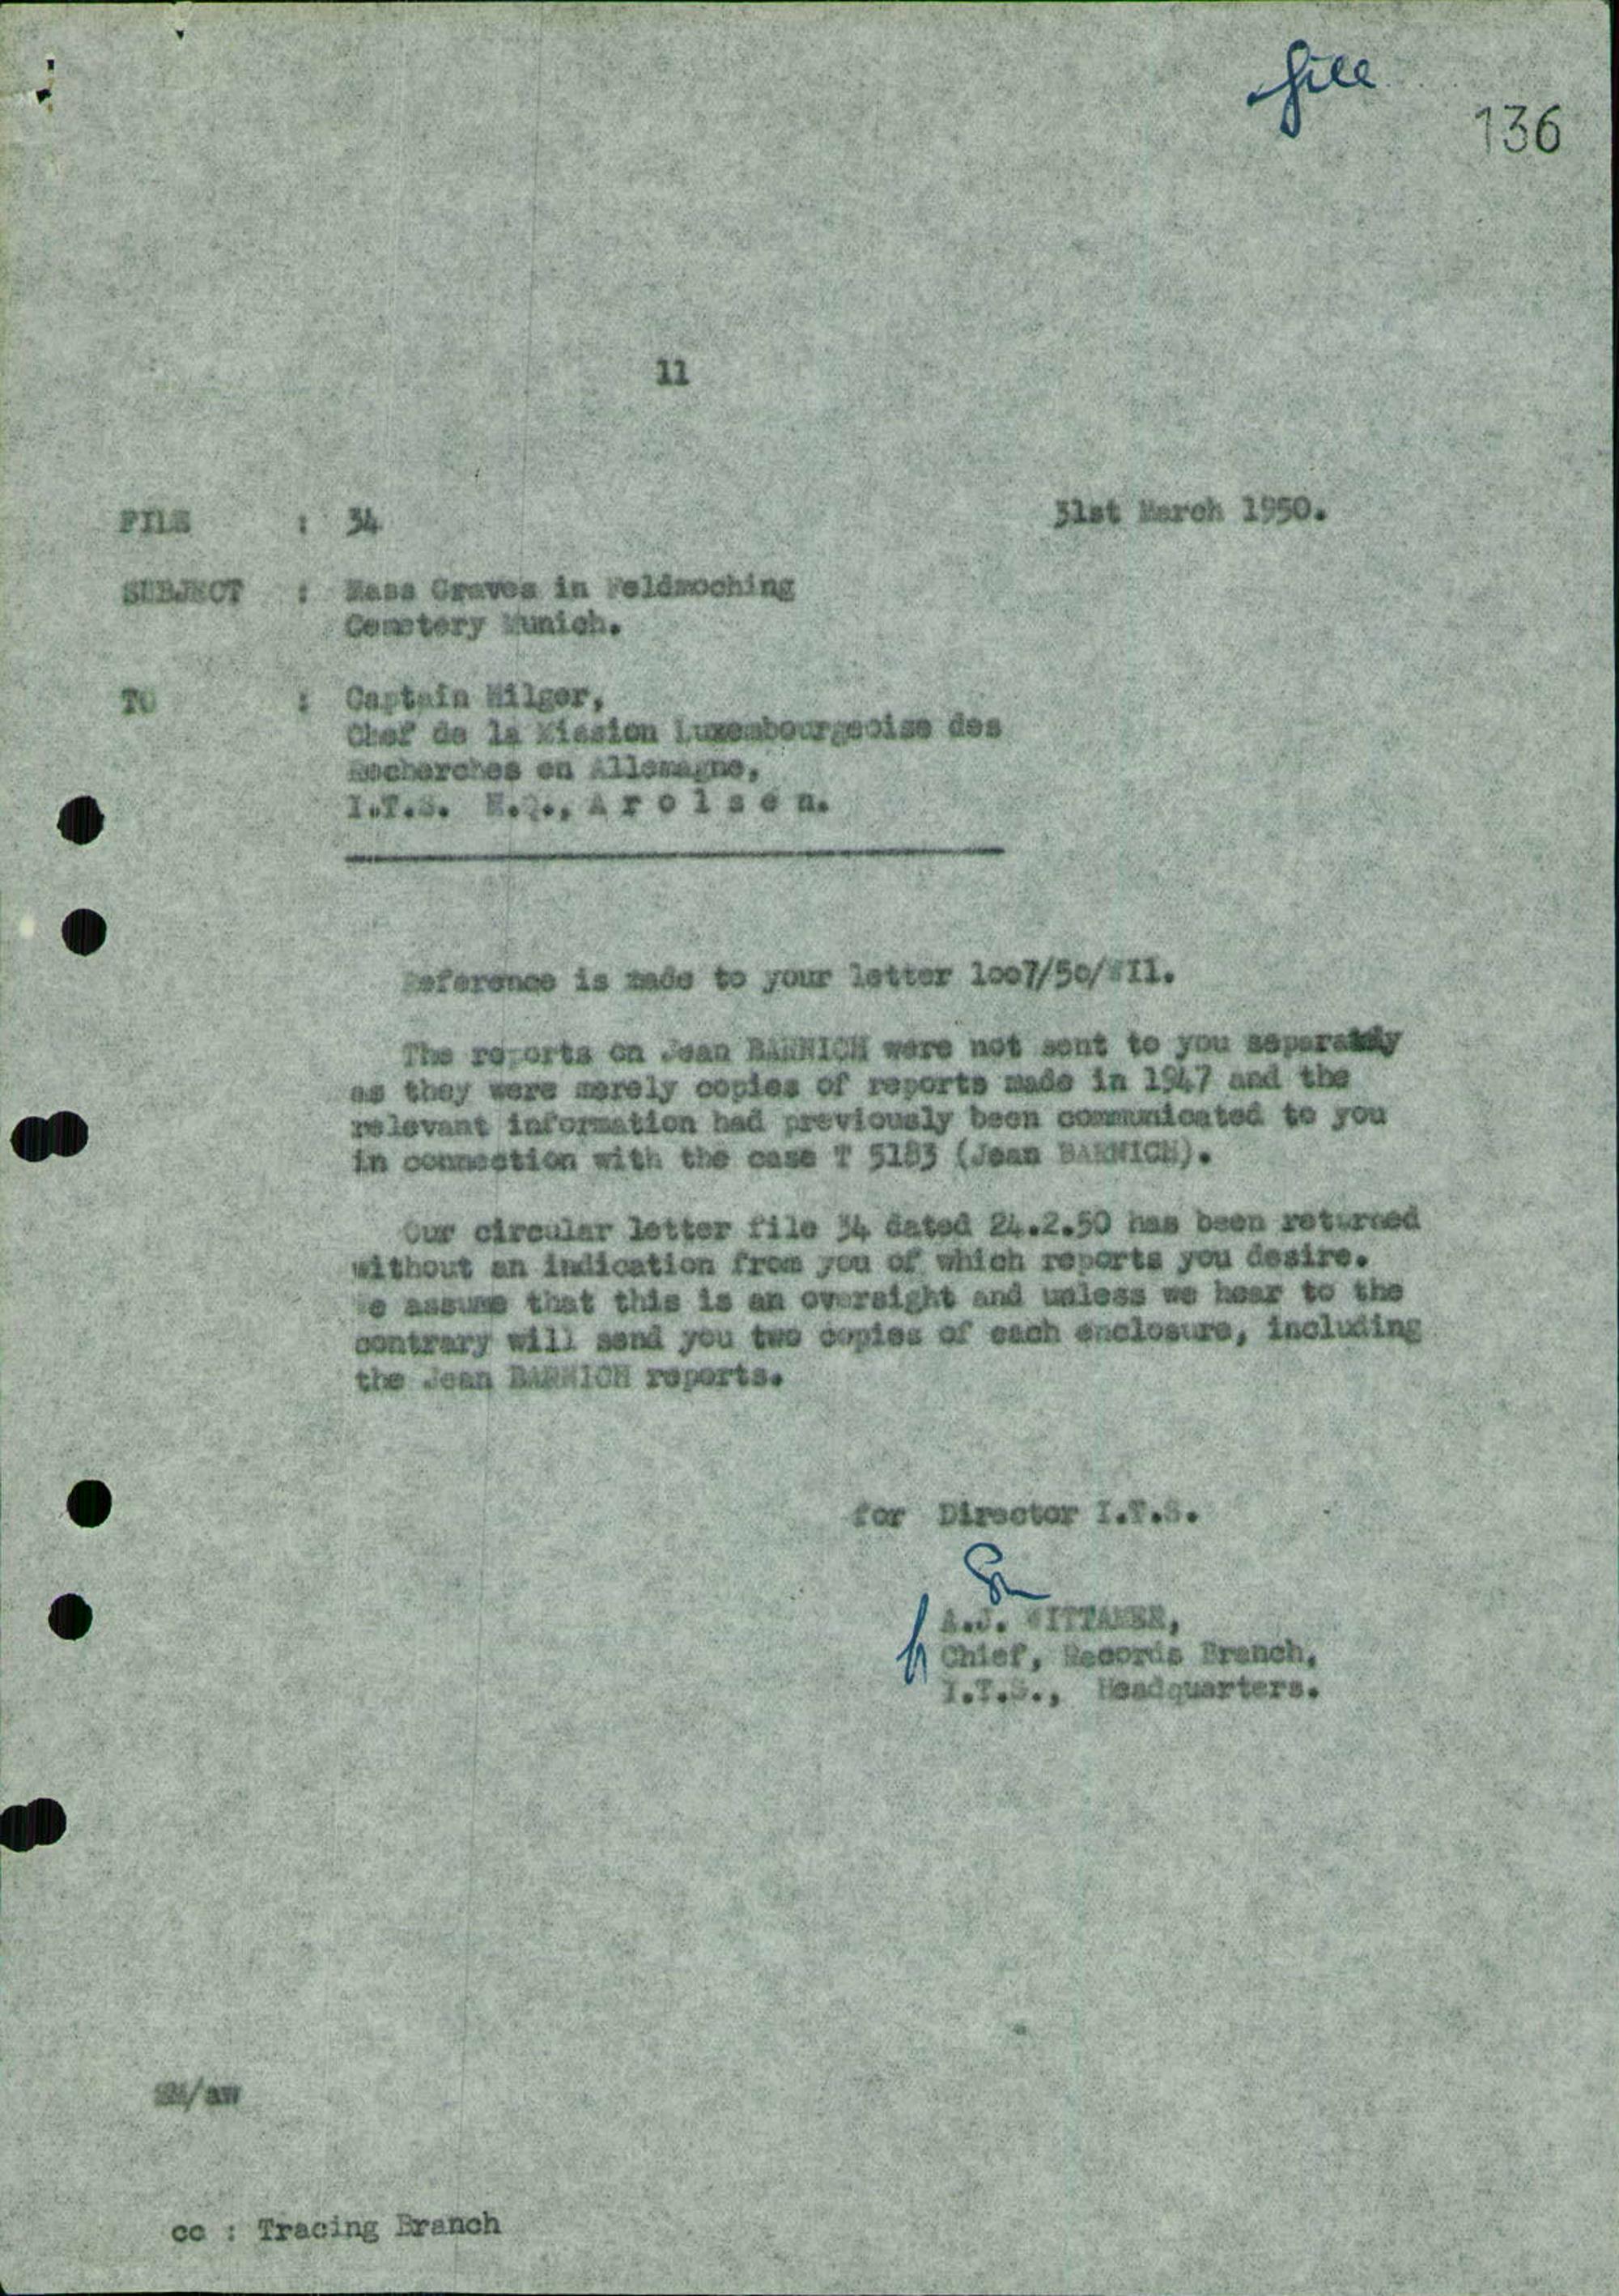 file
136
11
FILE : 34
31st March 1950.
SUBJECT : Mass Graves in Feldmoching
Cemetery Munich.
TO : Captain Hilger,
Chef de la Mission Luxembourgeoise des
Recherches en Allemagne,
I.T.S. H.Q., A r o l s e n.
Reference is made to your letter 1oo7/5o/WI1.
The reports on Jean BARNICH were not sent to you separately
as they were merely copies of reports made in 1947 and the
relevant information had previously been communicated to you
in connection with the case T 5183 (Jean BARNICH).
Our circular letter file 34 dated 24.2.50 has been returned
without an indication from you of which reports you desire.
We assume that this is an oversight and unless we hear to the
contrary will send you two copies of each enclosure, including
the Jean BARNICH reports.
for Director I.T.S.
A.J. WITTAMER,
Chief, Records Branch,
I.T.S., Headquarters.
/aw
cc : Tracing Branch